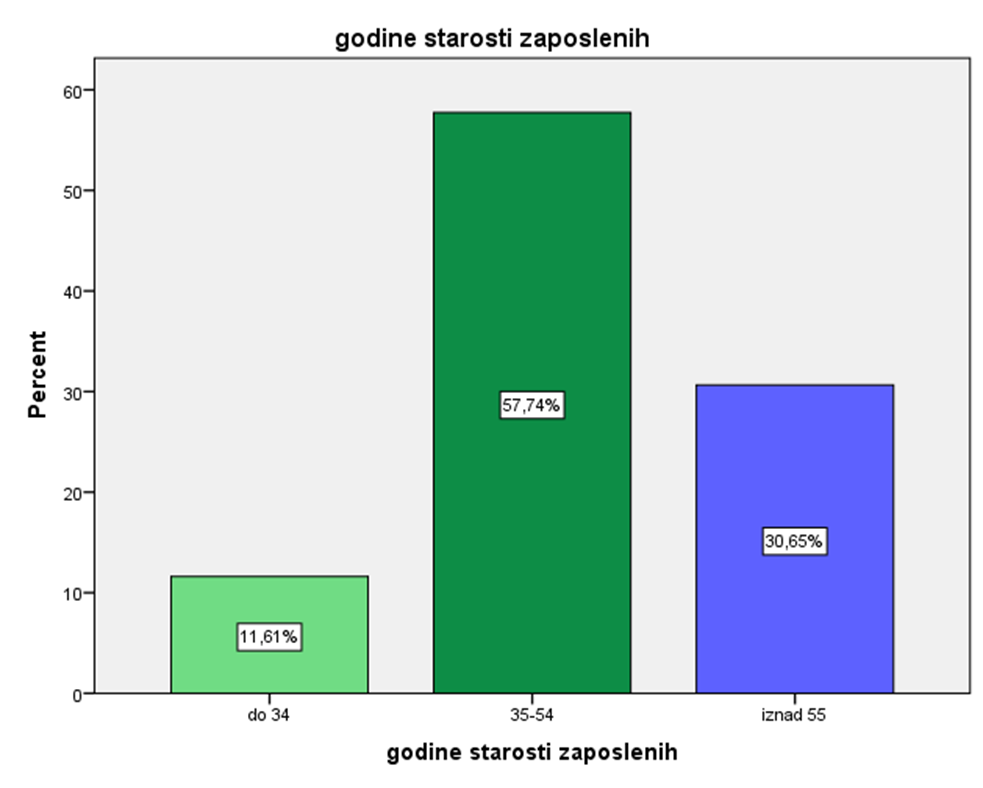 godine starosti zaposlenih
Percent
60
50
40
30
20
10
0
57,74%
30,65%
11,61%
do 34
35-54
iznad 55
godine starosti zaposlenih